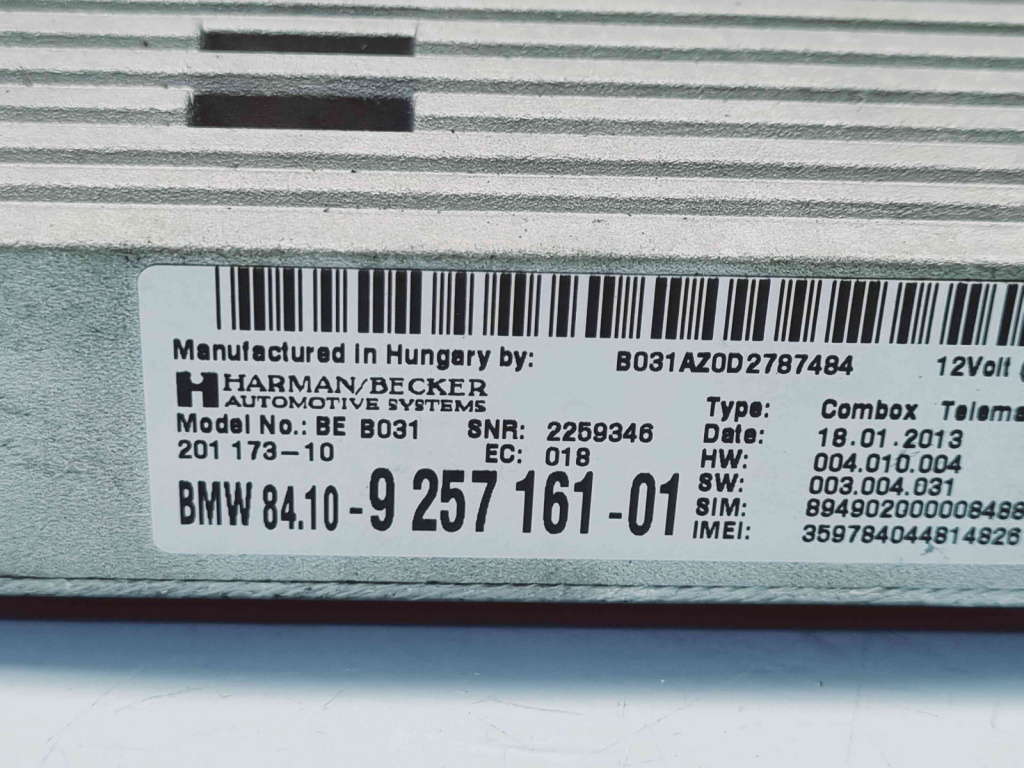 Manufactured in Hungary by: B031AZ0D2787484 12Volt
HARMAN/BECKER
AUTOMOTIVE SYSTEMS
Model No.: BE B031 SNR: 2259346
201 173-10 EC: 018
BMW 84.10-9 257 161-01
Type: Combox Telema
Date: 18.01.2013
HW: 004.010.004
SW: 003.004.031
SIM: 894902000008488
IMEI: 359784044814826